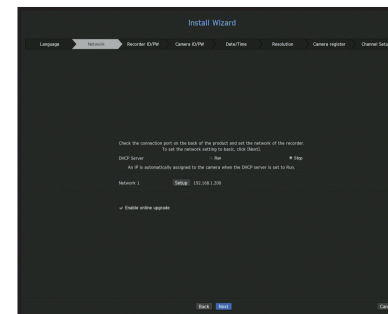 Install Wizard
Language Network Recorder ID/PW Camera ID/PW Date/Time Resolution Camera register Channel Setu
Check the connection port on the back of the product and set the network of the recorder.
To set the network setting to basic, click [Next].
DHCP Server Run Stop
An IP is automatically assigned to the camera when the DHCP server is set to Run.
Network 1 Setup 192.168.1.200
Enable online upgrade
Back Next Can